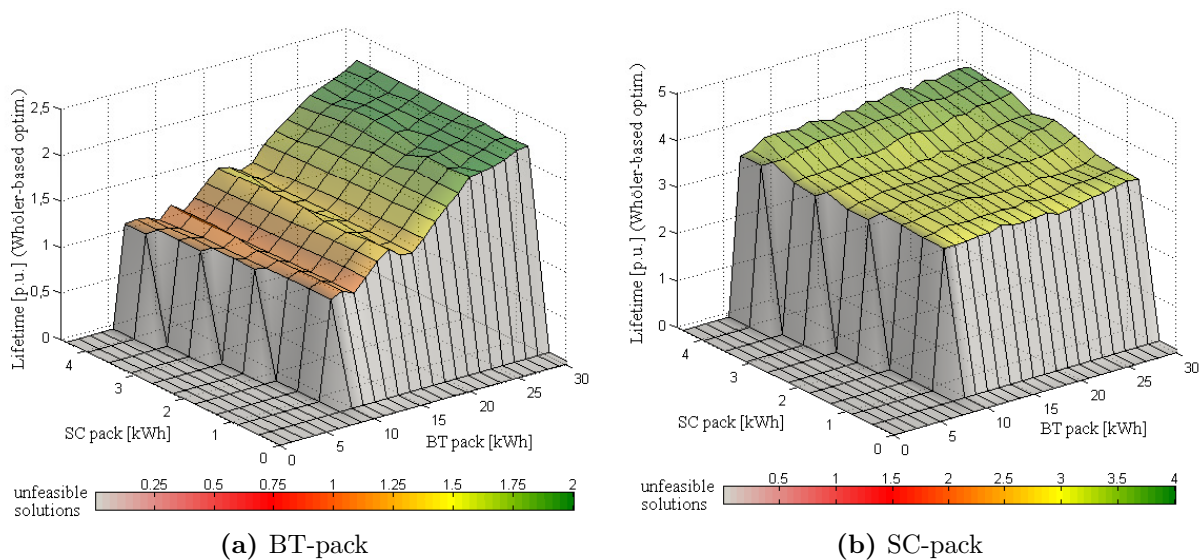 Lifetime [p.u.] (Whöler-based optim.)
2,5
2
1.5
1
0,5
0
4
3
2
1
0
SC pack [kWh]
0
5
10
15
20
25
30
BT pack [kWh]
unfeasible
solutions
0.25 0.5 0.75 1 1.25 1.5 1.75 2
(a) BT-pack
Lifetime [p.u.] (Whöler-based optim.)
5
4
3
2
1
0
4
3
2
1
0
SC pack [kWh]
0
5
10
15
20
25
30
BT pack [kWh]
unfeasible
solutions
0.5 1 1.5 2 2.5 3 3.5 4
(b) SC-pack